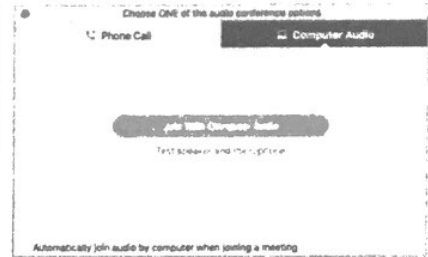 Choose ONE of the audio conference options
Phone Call
Computer Audio
Join With Computer Audio
Test speaker and microphone
Automatically join audio by computer when joining a meeting